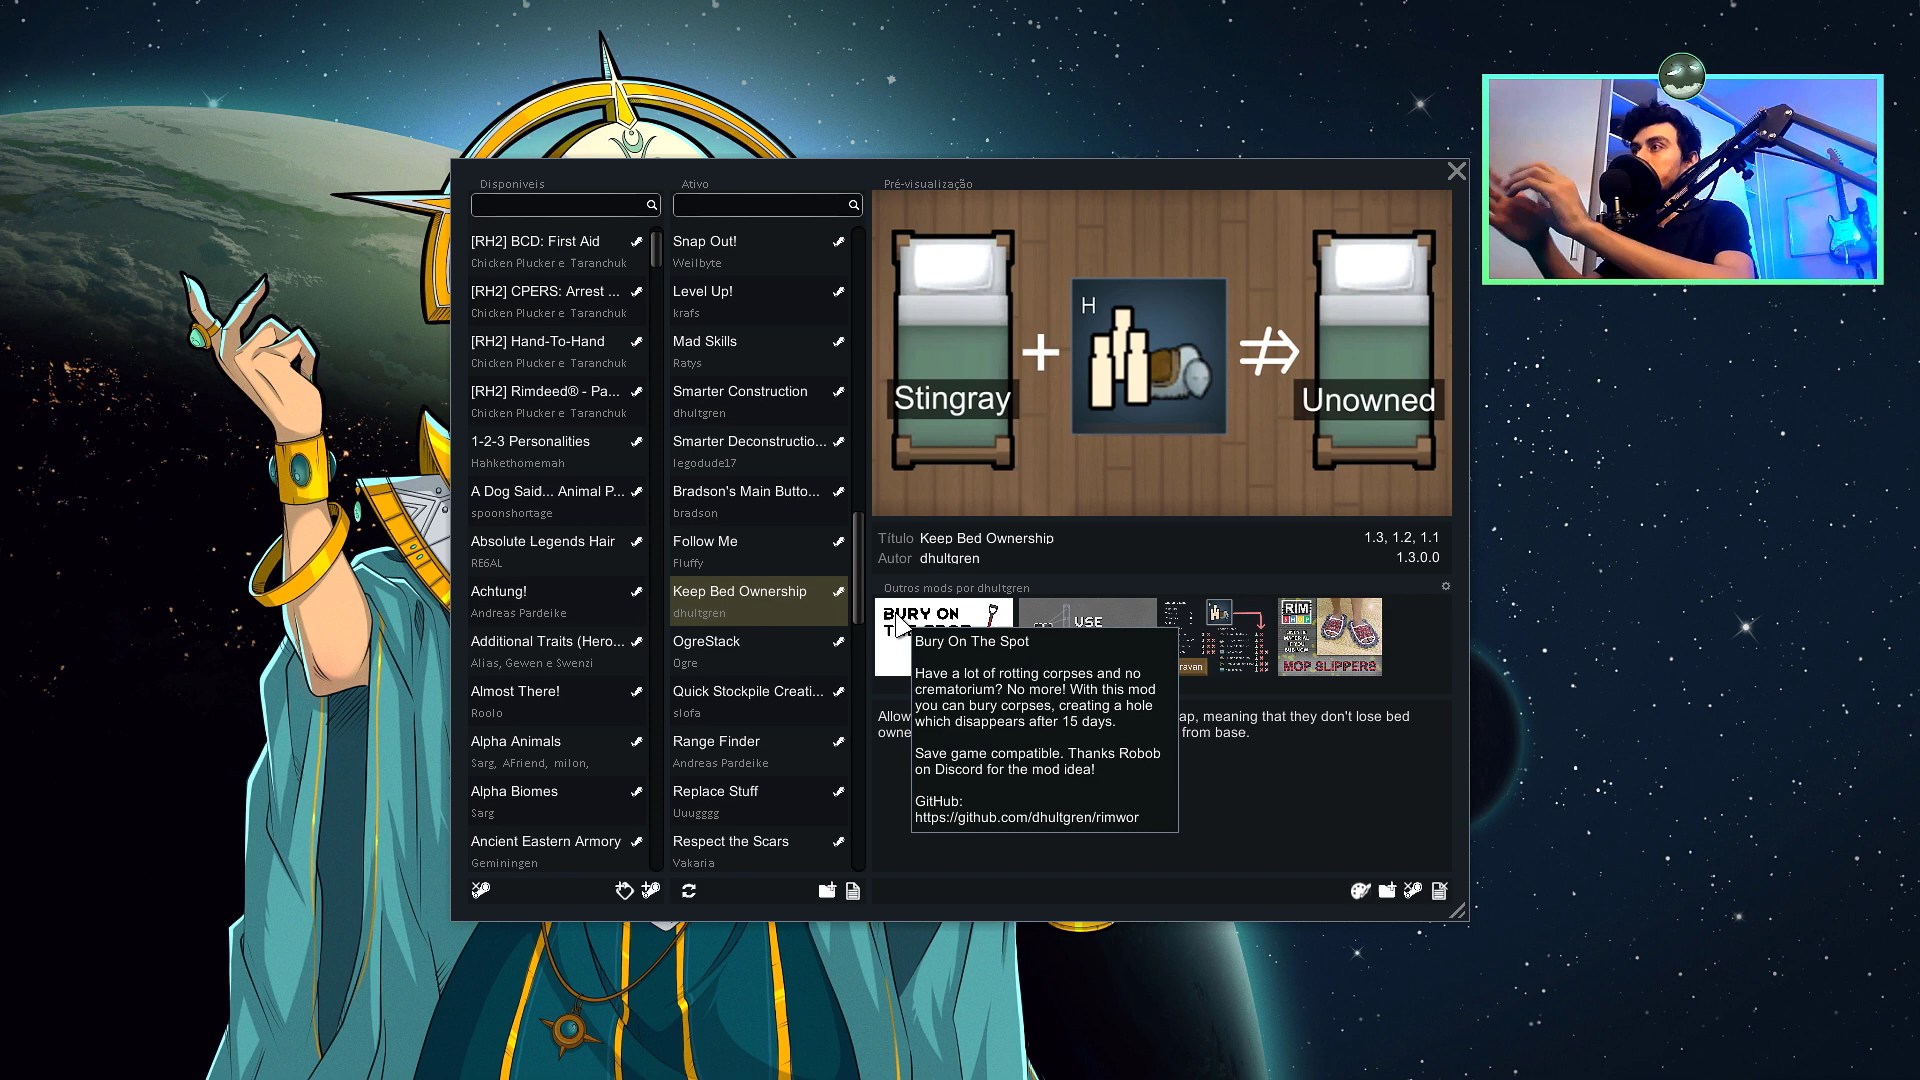 Disponíveis
[RH2] BCD: First Aid
Chicken Plucker e Taranchuk
[RH2] CPERS: Arrest ...
Chicken Plucker e Taranchuk
[RH2] Hand-To-Hand
Chicken Plucker e Taranchuk
[RH2] Rimdeed® - Pa...
Chicken Plucker e Taranchuk
1-2-3 Personalities
Hahkethomemah
A Dog Said... Animal P...
spoonshortage
Absolute Legends Hair
RE6AL
Achtung!
Andreas Pardeike
Additional Traits (Hero...
Alias, Gewen e Swenzi
Almost There!
Roolo
Alpha Animals
Sarg, AFriend, milon,
Alpha Biomes
Sarg
Ancient Eastern Armory
Geminingen
Ativo
Snap Out!
Weilbyte
Level Up!
krafs
Mad Skills
Ratys
Smarter Construction
dhultgren
Smarter Deconstructio...
legodude17
Bradson's Main Butto...
bradson
Follow Me
Fluffy
Keep Bed Ownership
dhultgren
OgreStack
Ogre
Quick Stockpile Creati...
slofa
Range Finder
Andreas Pardeike
Replace Stuff
Uuugggg
Respect the Scars
Vakaria
Pré-visualização
H
Stingray
+
Unowned
Título Keep Bed Ownership 1.3, 1.2, 1.1
Autor dhultgren 1.3.0.0
Outros mods por dhultgren
BURY ON
USE
RIM
SHOP
MOP SLIPPERS
ravan
Bury On The Spot
Have a lot of rotting corpses and no
crematorium? No more! With this mod
you can bury corpses, creating a hole
which disappears after 15 days.
Save game compatible. Thanks Robob
on Discord for the mod idea!
GitHub:
https://github.com/dhultgren/rimwor
Allow ap, meaning that they don't lose bed
owne from base.